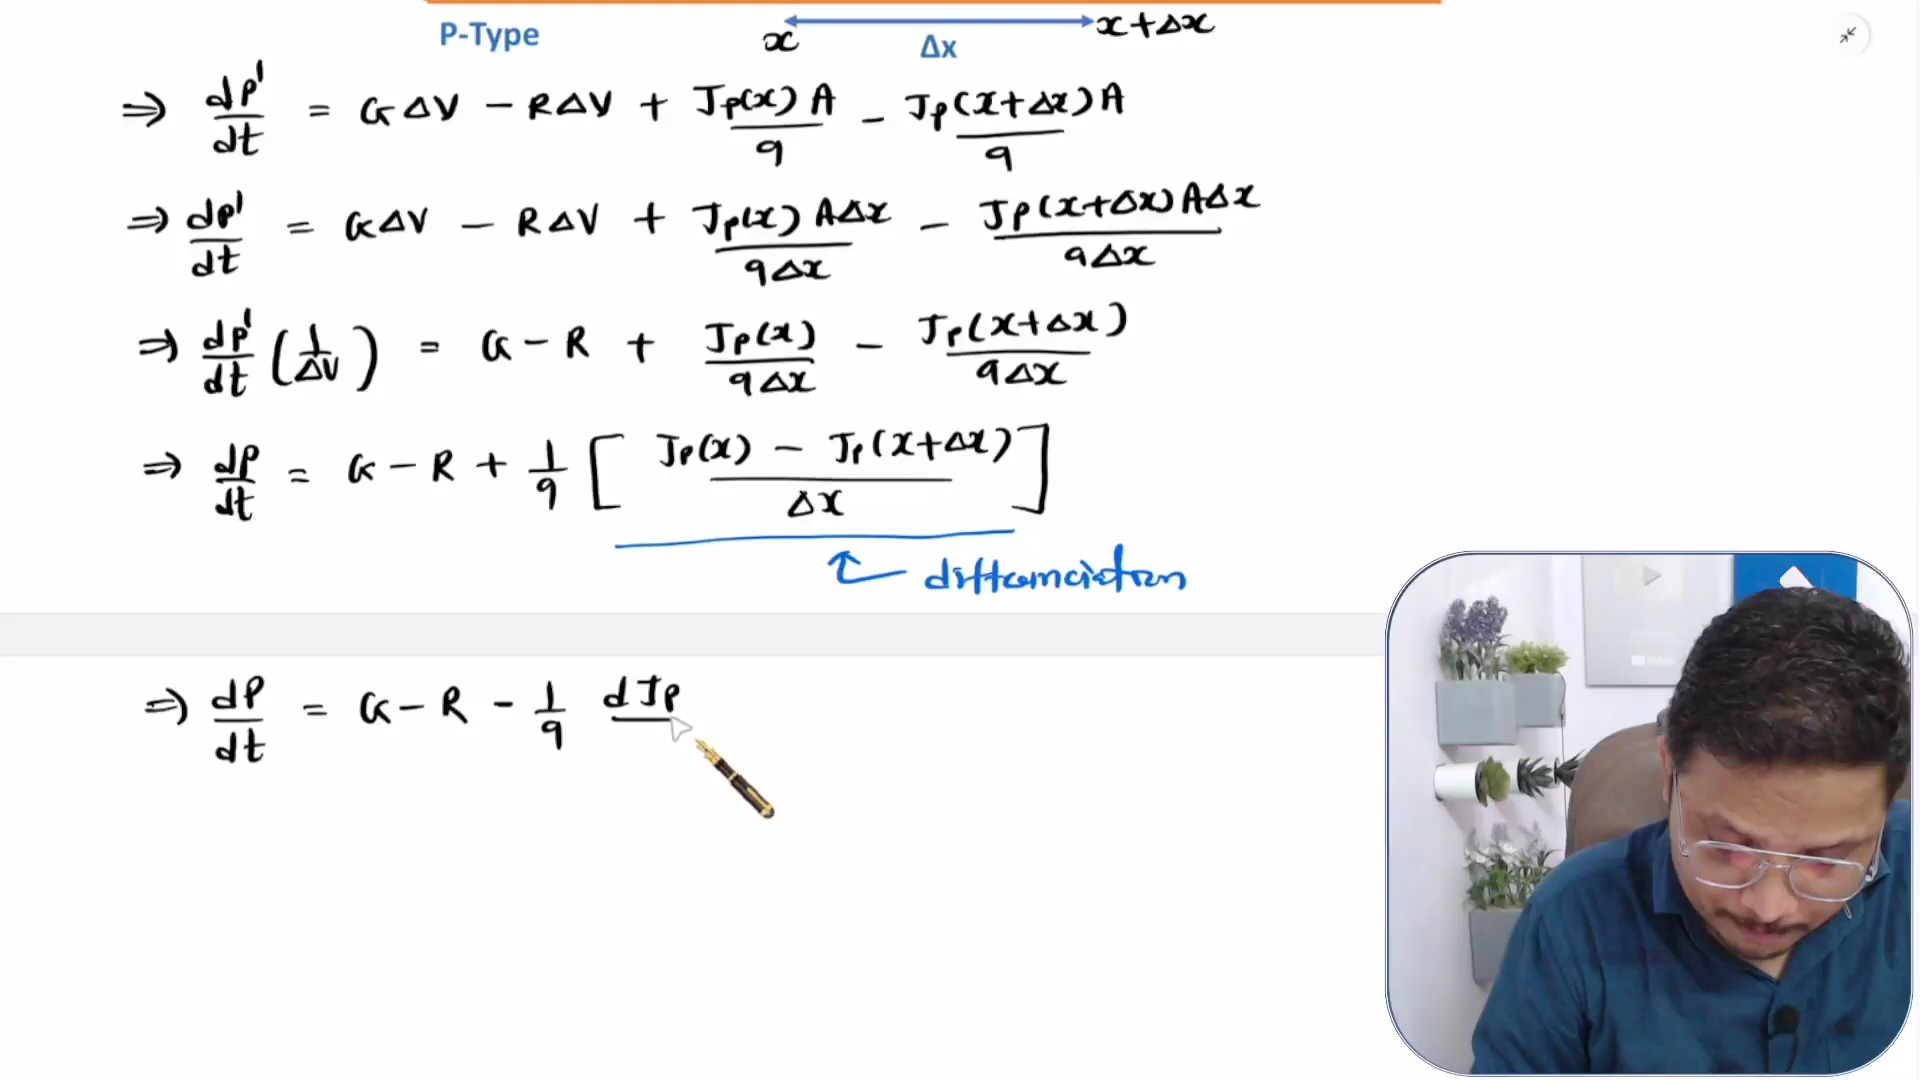 P-Type x Δx x+Δx
⇒ dp'/dt = GΔV − RΔV + Jp(x)A/q − Jp(x+Δx)A/q
⇒ dp'/dt = GΔV − RΔV + Jp(x)AΔx/qΔx − Jp(x+Δx)AΔx/qΔx
⇒ dp'/dt (1/ΔV) = G − R + Jp(x)/qΔx − Jp(x+Δx)/qΔx
⇒ dp/dt = G − R + 1/q [Jp(x) − Jp(x+Δx)/Δx]
⇒ dp/dt = G − R − 1/q dJp